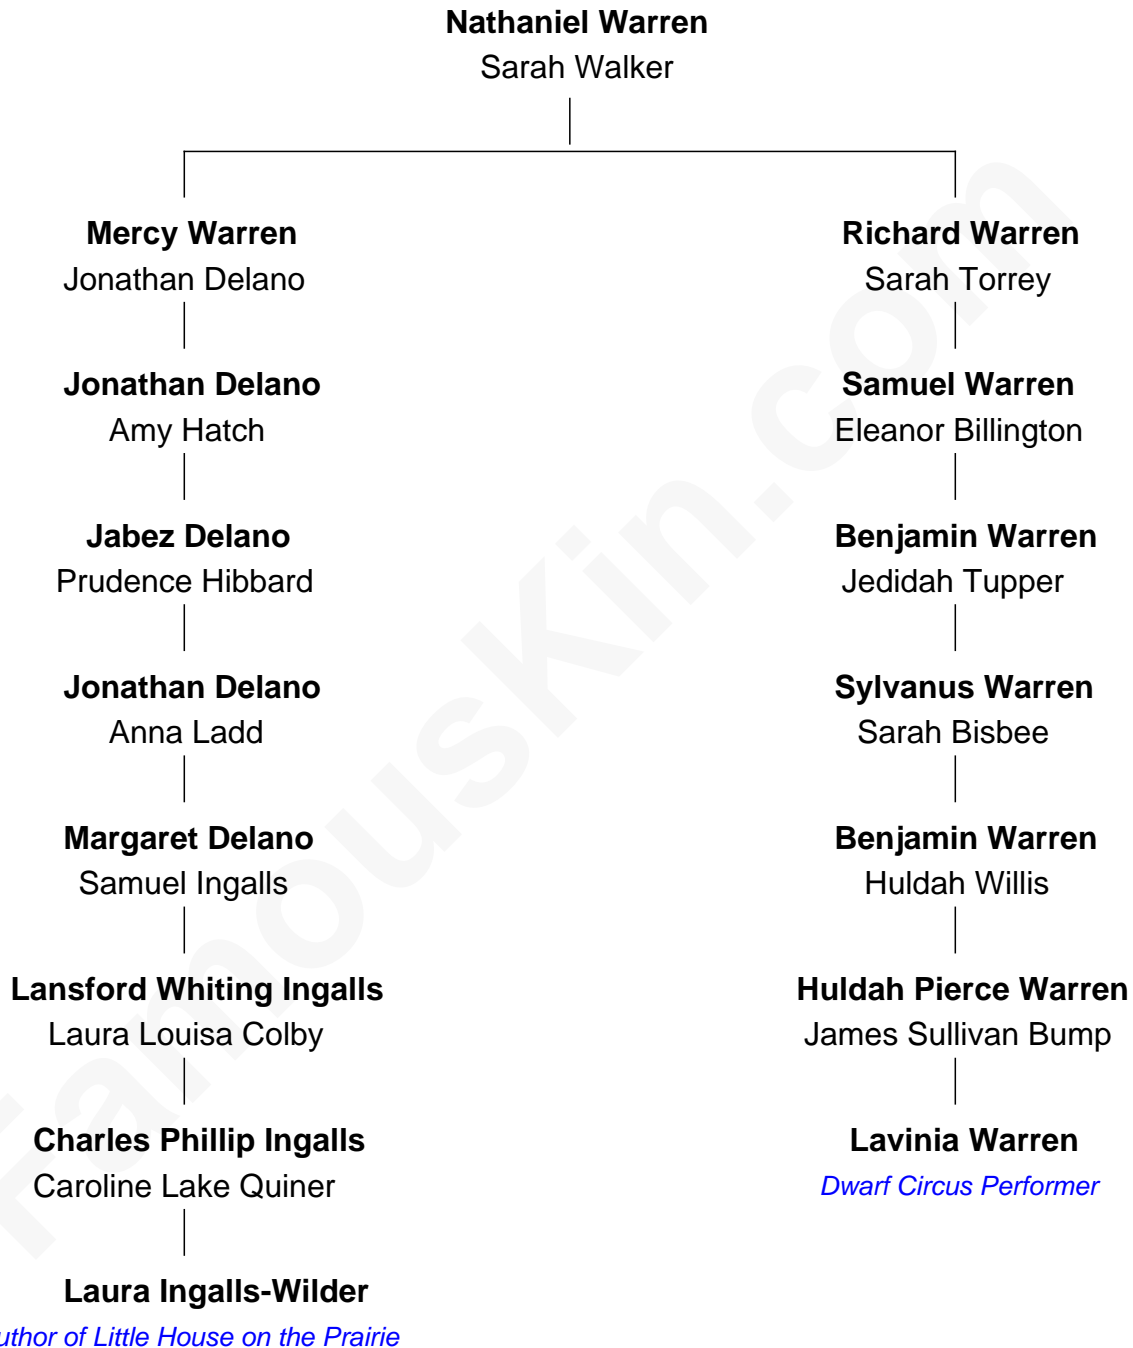 Nathaniel Warren
Sarah Walker
Mercy Warren
Jonathan Delano
Richard Warren
Sarah Torrey
Jonathan Delano
Amy Hatch
Samuel Warren
Eleanor Billington
Jabez Delano
Prudence Hibbard
Benjamin Warren
Jedidah Tupper
Jonathan Delano
Anna Ladd
Sylvanus Warren
Sarah Bisbee
Margaret Delano
Samuel Ingalls
Benjamin Warren
Huldah Willis
Lansford Whiting Ingalls
Laura Louisa Colby
Huldah Pierce Warren
James Sullivan Bump
Charles Phillip Ingalls
Caroline Lake Quiner
Lavinia Warren
Dwarf Circus Performer
Laura Ingalls-Wilder
uthor of Little House on the Prairie
FamousKin.com